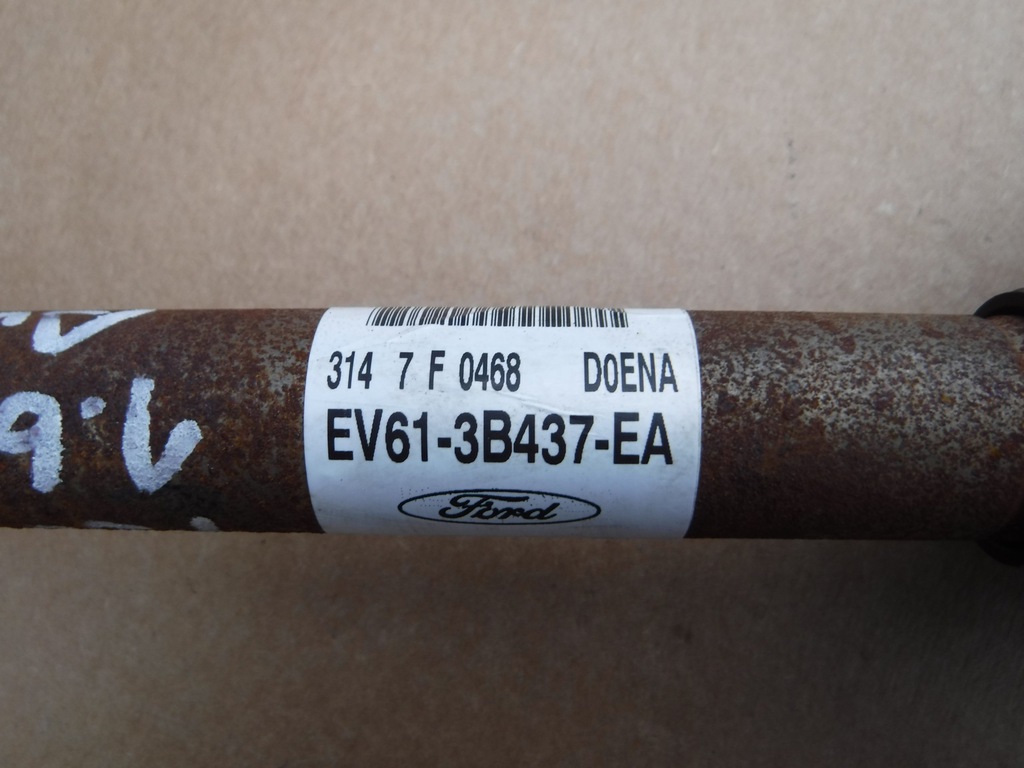 314 7 F 0468 D0ENA
EV61-3B437-EA
Ford
1.6